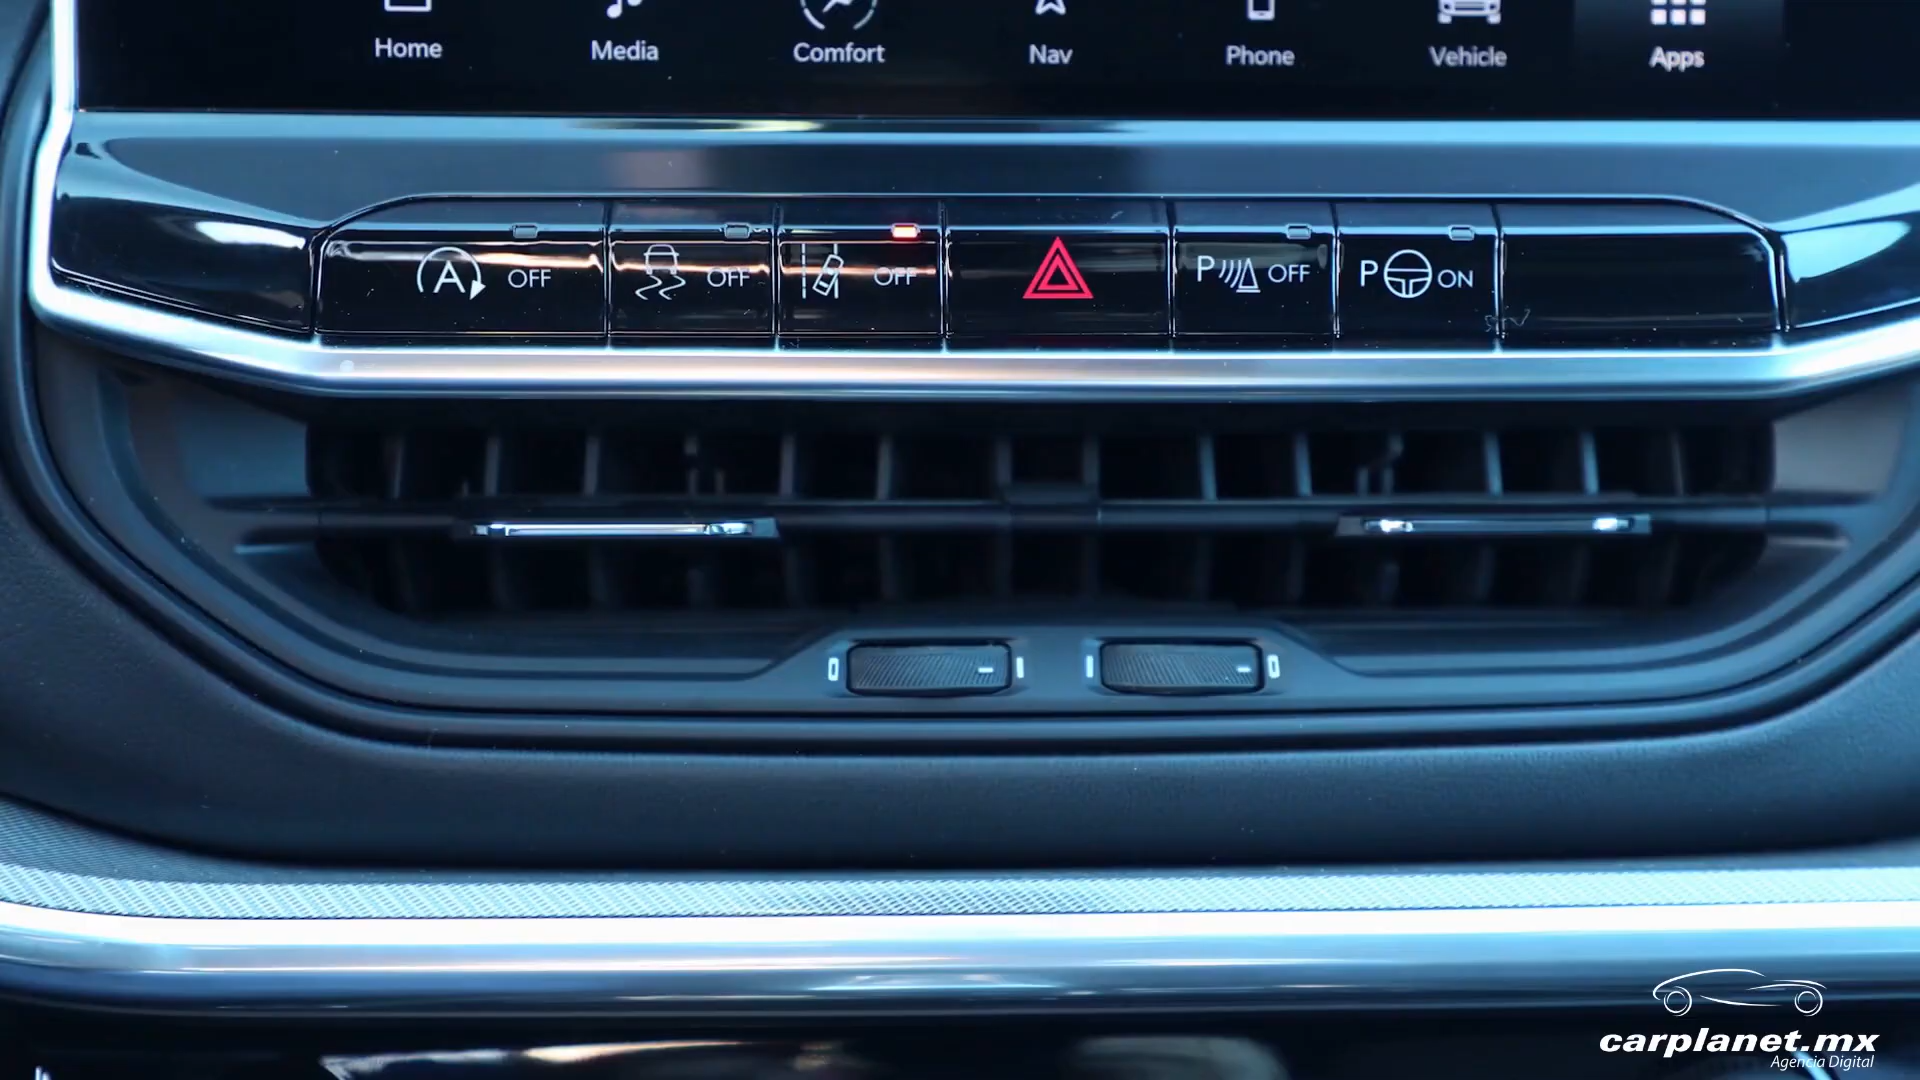 Home Media Comfort Nav Phone Vehicle Apps
A OFF OFF OFF P OFF P ON
carplanet.mx
Agencia Digital